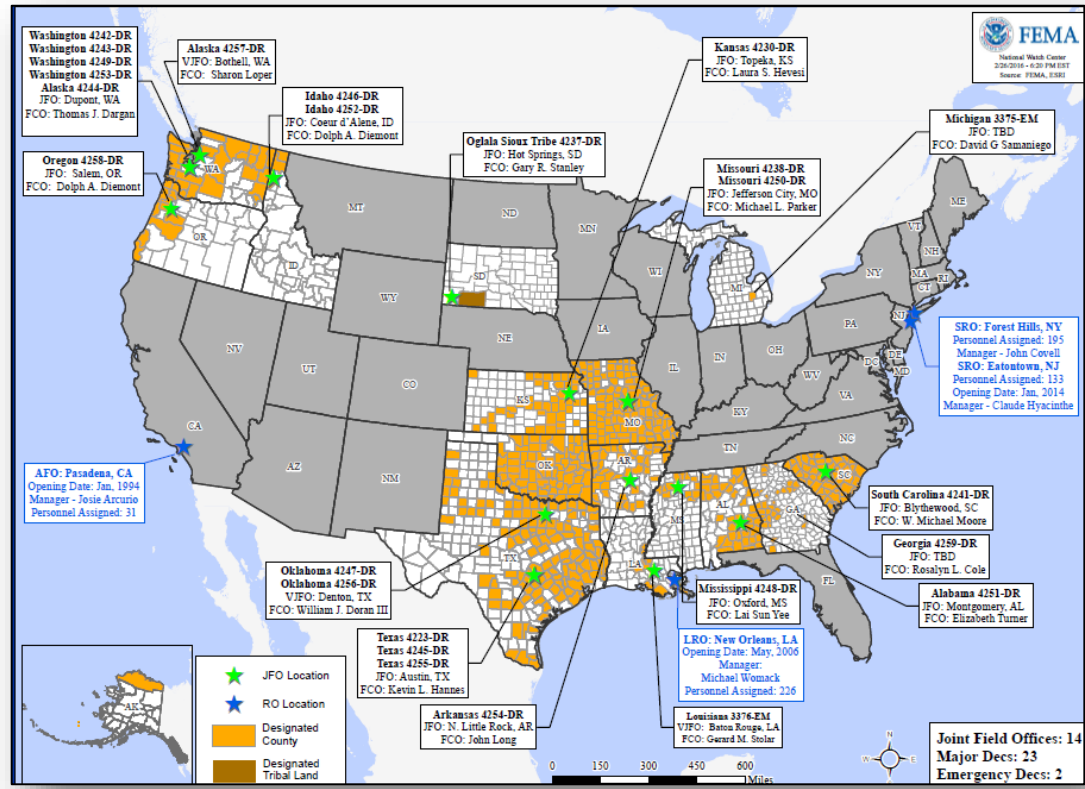 Washington 4242-DR
Washington 4243-DR
Washington 4249-DR
Washington 4253-DR
Alaska 4244-DR
JFO: Dupont, WA
FCO: Thomas J. Dargan
Alaska 4257-DR
VJFO: Bothell, WA
FCO: Sharon Loper
Idaho 4246-DR
Idaho 4252-DR
JFO: Coeur d'Alene, ID
FCO: Dolph A. Diemont
Oregon 4258-DR
JFO: Salem, OR
FCO: Dolph A. Diemont
Oglala Sioux Tribe 4237-DR
JFO: Hot Springs, SD
FCO: Gary R. Stanley
Kansas 4230-DR
JFO: Topeka, KS
FCO: Laura S. Hevesi
Missouri 4238-DR
Missouri 4250-DR
JFO: Jefferson City, MO
FCO: Michael L. Parker
FEMA
National Watch Center
2/26/2016 - 6:20 PM EST
Source: FEMA, ESRI
Michigan 3375-EM
JFO: TBD
FCO: David G Samaniego
WA
OR
ID
MT
ND
SD
MN
WI
MI
WY
NE
IA
NV
UT
CO
CA
AZ
NM
KS
MO
OK
AR
TX
LA
MS
AL
GA
FL
SC
NC
TN
KY
VA
WV
IL
IN
OH
PA
NY
NJ
DE
MD
DC
CT
RI
MA
VT
NH
ME
AK
SRO: Forest Hills, NY
Personnel Assigned: 195
Manager - John Covell
SRO: Eatontown, NJ
Personnel Assigned: 133
Opening Date: Jan, 2014
Manager - Claude Hyacinthe
AFO: Pasadena, CA
Opening Date: Jan, 1994
Manager - Josie Arcurio
Personnel Assigned: 31
South Carolina 4241-DR
JFO: Blythewood, SC
FCO: W. Michael Moore
Georgia 4259-DR
JFO: TBD
FCO: Rosalyn L. Cole
Alabama 4251-DR
JFO: Montgomery, AL
FCO: Elizabeth Turner
Mississippi 4248-DR
JFO: Oxford, MS
FCO: Lai Sun Yee
LRO: New Orleans, LA
Opening Date: May, 2006
Manager:
Michael Womack
Personnel Assigned: 226
Louisiana 3376-EM
VJFO: Baton Rouge, LA
FCO: Gerard M. Stolar
Oklahoma 4247-DR
Oklahoma 4256-DR
VJFO: Denton, TX
FCO: William J. Doran III
Texas 4223-DR
Texas 4245-DR
Texas 4255-DR
JFO: Austin, TX
FCO: Kevin L. Hannes
Arkansas 4254-DR
JFO: N. Little Rock, AR
FCO: John Long
JFO Location
RO Location
Designated
County
Designated
Tribal Land
0 150 300 450 600
Miles
N
W E
S
Joint Field Offices: 14
Major Decs: 23
Emergency Decs: 2